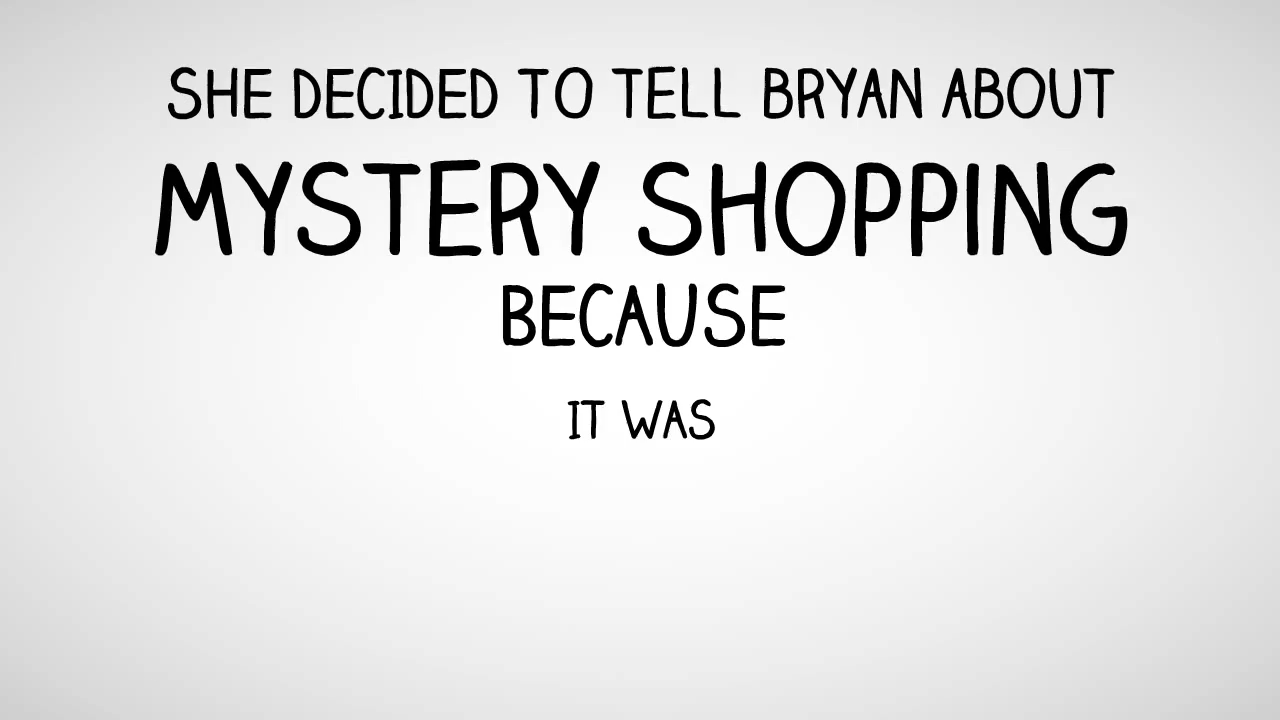 SHE DECIDED TO TELL BRYAN ABOUT
MYSTERY SHOPPING
BECAUSE
IT WAS